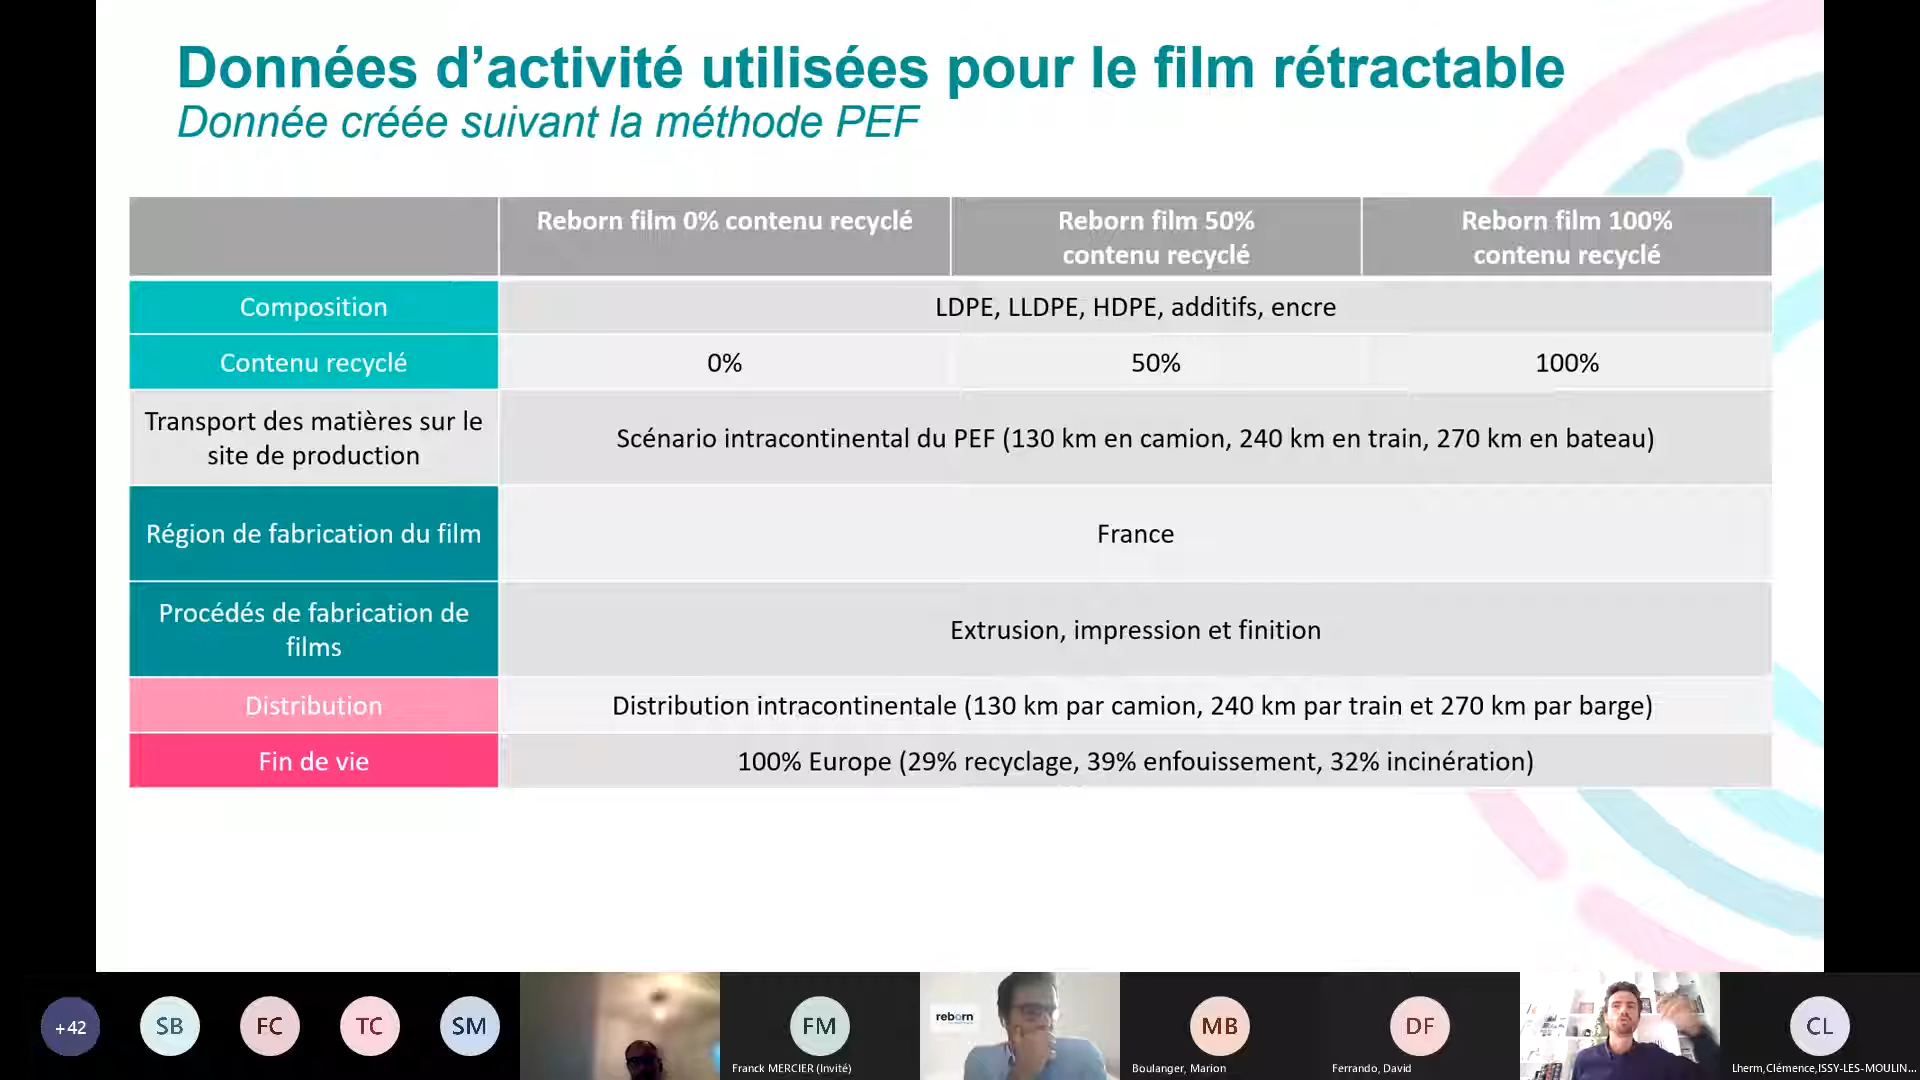 Données d’activité utilisées pour le film rétractable
Donnée créée suivant la méthode PEF
Reborn film 0% contenu recyclé
Reborn film 50%
contenu recyclé
Reborn film 100%
contenu recyclé
Composition
LDPE, LLDPE, HDPE, additifs, encre
Contenu recyclé
0%
50%
100%
Transport des matières sur le
site de production
Scénario intracontinental du PEF (130 km en camion, 240 km en train, 270 km en bateau)
Région de fabrication du film
France
Procédés de fabrication de
films
Extrusion, impression et finition
Distribution
Distribution intracontinentale (130 km par camion, 240 km par train et 270 km par barge)
Fin de vie
100% Europe (29% recyclage, 39% enfouissement, 32% incinération)
+42
SB
FC
TC
SM
FM
Franck MERCIER (Invité)
reborn
MB
Boulanger, Marion
DF
Ferrando, David
CL
Lherm,Clémence,ISSY-LES-MOULIN...